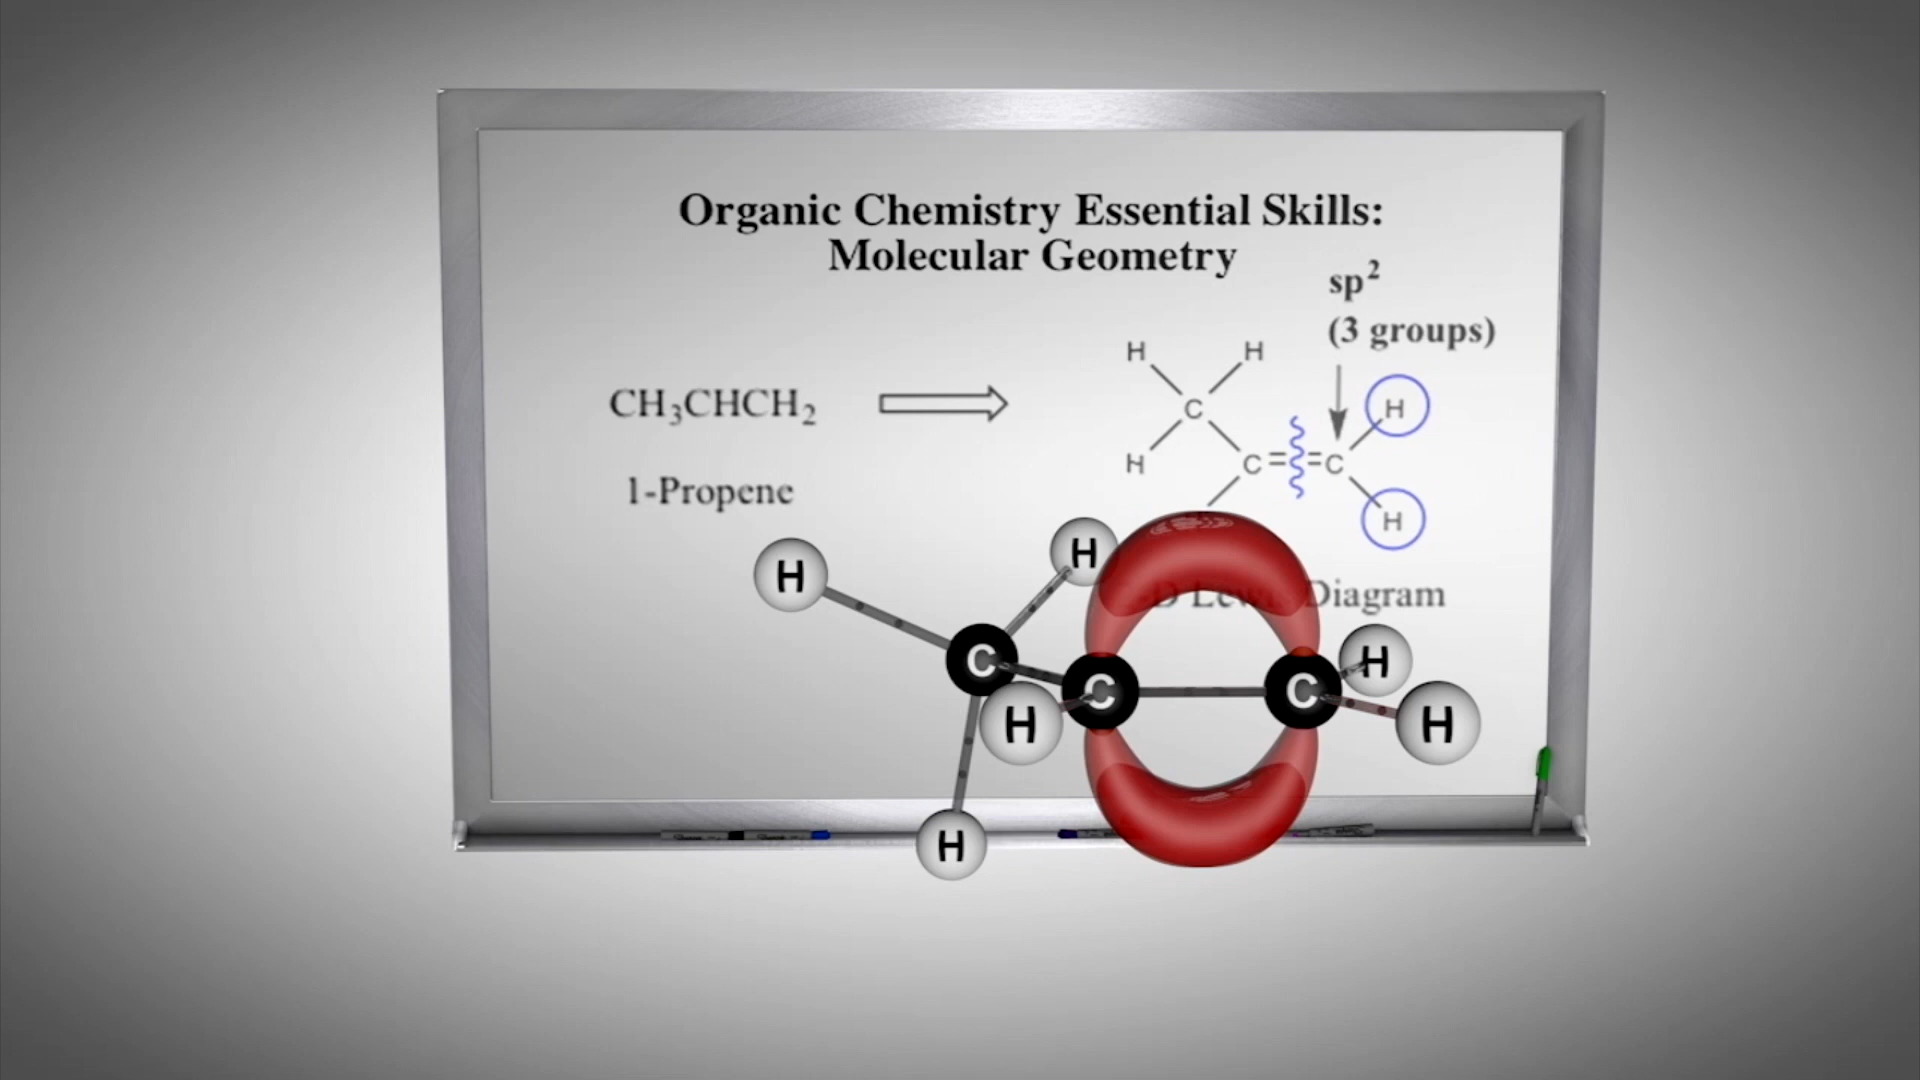 Organic Chemistry Essential Skills:
Molecular Geometry
sp²
(3 groups)
CH₃CHCH₂
1-Propene
H H
C
H
H
C = = C
H
Diagram
H
H
C
C
C
H
H
H
H